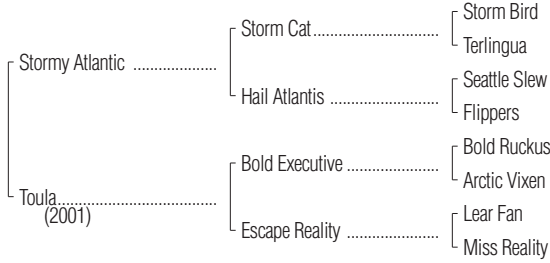 Storm Bird
Storm Cat....................................
Terlingua
Stormy Atlantic ........................
Seattle Slew
Hail Atlantis ...............................
Flippers
Bold Ruckus
Bold Executive ...........................
Arctic Vixen
Toula..............................................
(2001)
Lear Fan
Escape Reality ..........................
Miss Reality